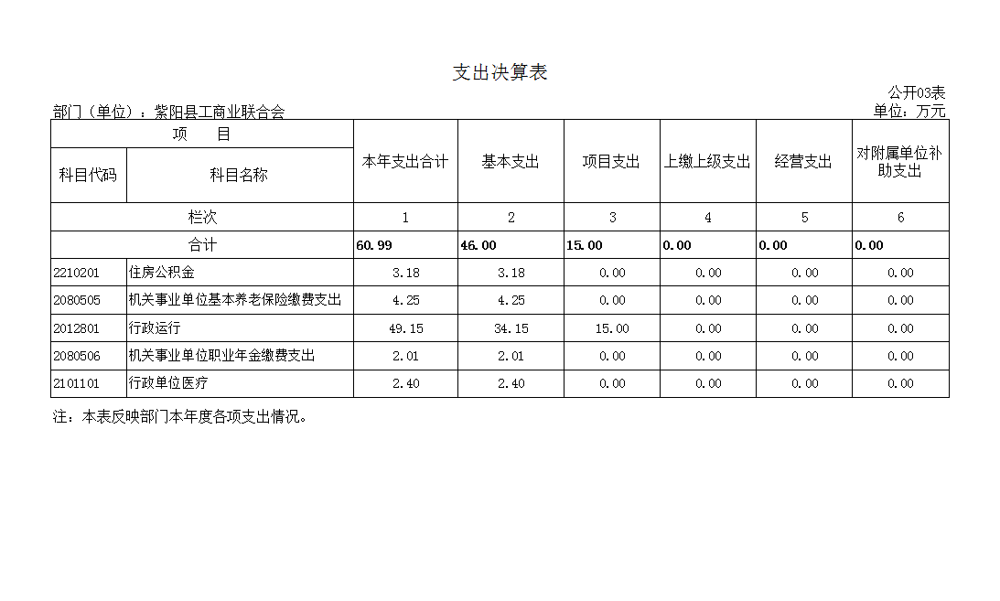 支出决算表
公开03表
部门（单位）：紫阳县工商业联合会 单位：万元
项 目 本年支出合计 基本支出 项目支出 上缴上级支出 经营支出 对附属单位补助支出
科目代码 科目名称
栏次 1 2 3 4 5 6
合计 60.99 46.00 15.00 0.00 0.00 0.00
2210201 住房公积金 3.18 3.18 0.00 0.00 0.00 0.00
2080505 机关事业单位基本养老保险缴费支出 4.25 4.25 0.00 0.00 0.00 0.00
2012801 行政运行 49.15 34.15 15.00 0.00 0.00 0.00
2080506 机关事业单位职业年金缴费支出 2.01 2.01 0.00 0.00 0.00 0.00
2101101 行政单位医疗 2.40 2.40 0.00 0.00 0.00 0.00
注：本表反映部门本年度各项支出情况。